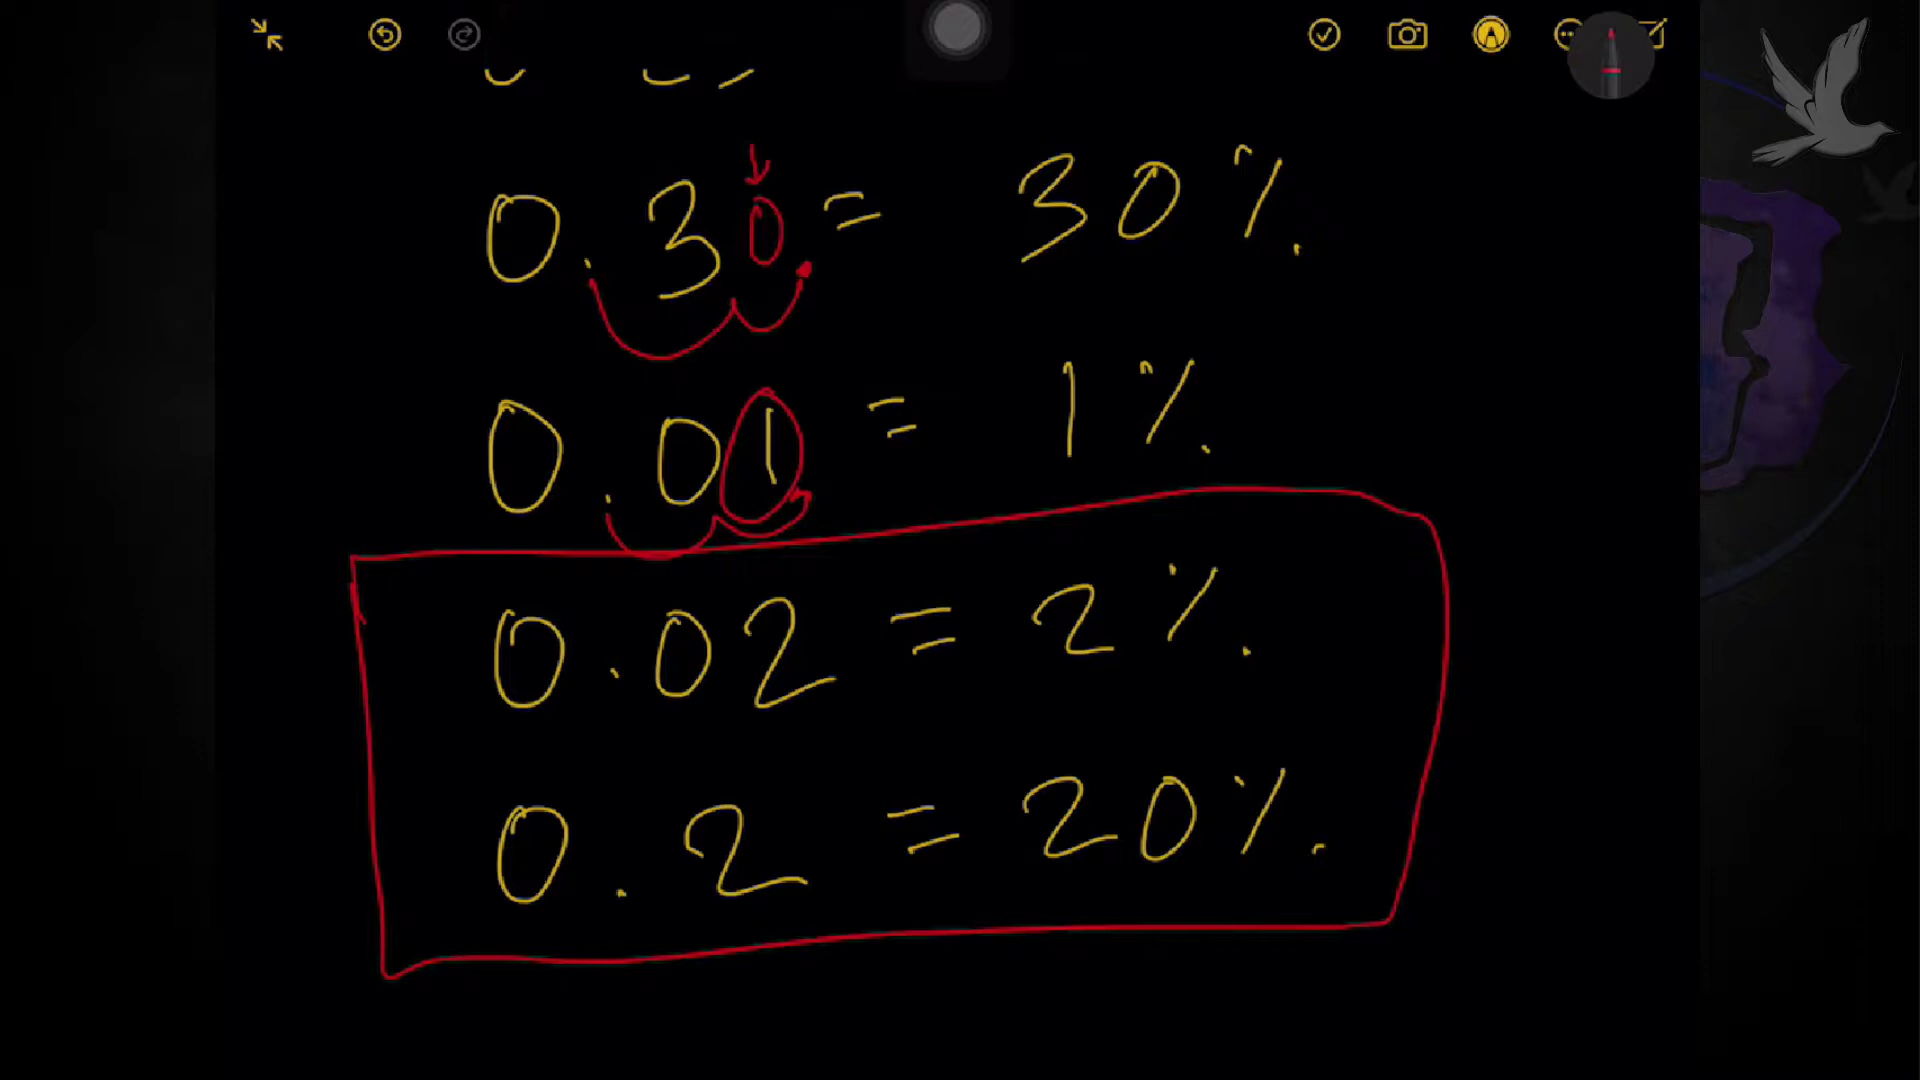 0.30 = 30%
0.01 = 1%
0.02 = 2%
0.2 = 20%